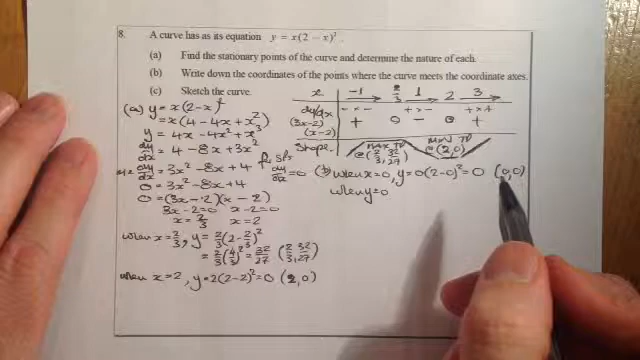 8. A curve has as its equation y = x(2 − x)².
(a) Find the stationary points of the curve and determine the nature of each.
(b) Write down the coordinates of the points where the curve meets the coordinate axes.
(c) Sketch the curve.
(a) y = x(2-x)²
= x(4 - 4x + x²)
y = 4x - 4x² + x³
dy/dx = 4 - 8x + 3x²
dy/dx = 3x² - 8x + 4 for SPs dy/dx = 0
0 = 3x² - 8x + 4
0 = (3x - 2)(x - 2)
3x - 2 = 0 x - 2 = 0
x = 2/3 x = 2
when x = 2/3, y = 2/3(2 - 2/3)²
= 2/3(4/3)² = 32/27 (2/3, 32/27)
when x = 2, y = 2(2-2)² = 0 (2, 0)
x -1 → 2/3 1 → 2 3 →
dy/dx - × - + × - + × +
(3x-2)(x-2) + 0 - 0 +
Shape MAX TP @(2/3, 32/27) MIN TP @(2,0)
(b) when x = 0, y = 0(2-0)² = 0 (0,0)
when y = 0